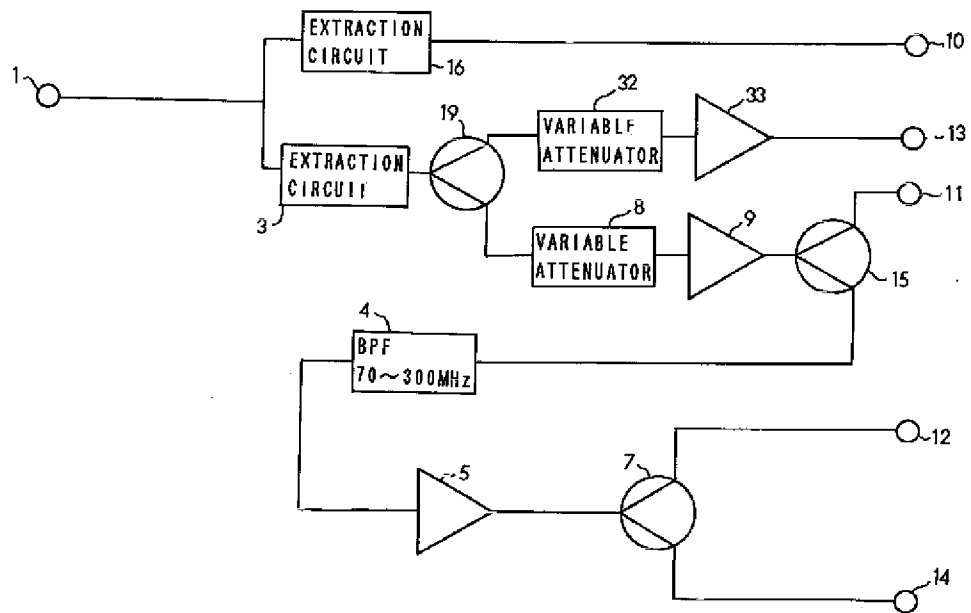 EXTRACTION
CIRCUIT
16
10
1
32
33
19
VARIABLE
ATTENUATOR
13
EXTRACTION
CIRCUIT
3
11
8
9
VARIABLE
ATTENUATOR
15
4
BPF
70~300MHz
12
7
5
14